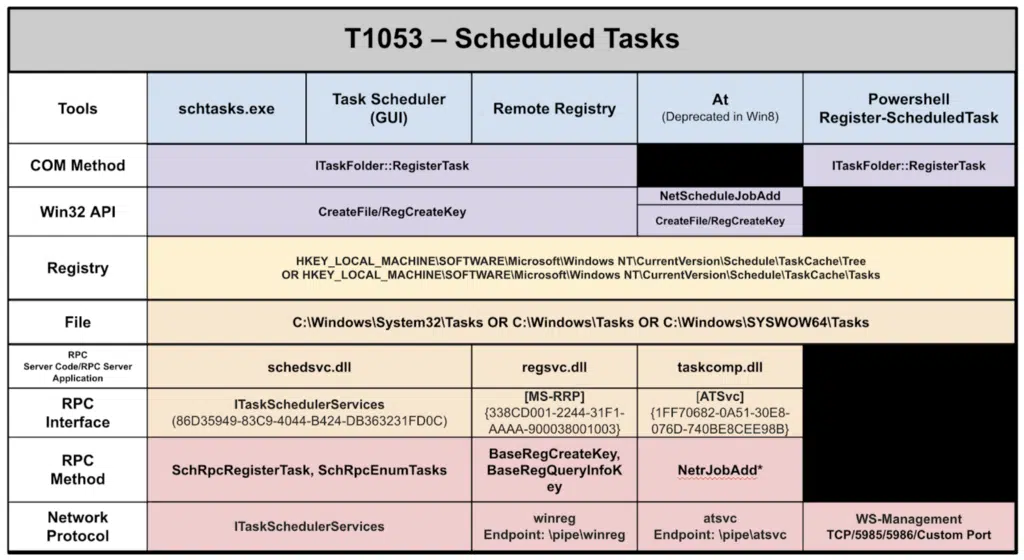 T1053 – Scheduled Tasks
Tools
schtasks.exe
Task Scheduler
(GUI)
Remote Registry
At
(Deprecated in Win8)
Powershell
Register-ScheduledTask
COM Method
ITaskFolder::RegisterTask
ITaskFolder::RegisterTask
Win32 API
CreateFile/RegCreateKey
NetScheduleJobAdd
CreateFile/RegCreateKey
Registry
HKEY_LOCAL_MACHINE\SOFTWARE\Microsoft\Windows NT\CurrentVersion\Schedule\TaskCache\Tree
OR HKEY_LOCAL_MACHINE\SOFTWARE\Microsoft\Windows NT\CurrentVersion\Schedule\TaskCache\Tasks
File
C:\Windows\System32\Tasks OR C:\Windows\Tasks OR C:\Windows\SYSWOW64\Tasks
RPC
Server Code/RPC Server
Application
schedsvc.dll
regsvc.dll
taskcomp.dll
RPC
Interface
ITaskSchedulerServices
(86D35949-83C9-4044-B424-DB363231FD0C)
[MS-RRP]
{338CD001-2244-31F1-
AAAA-900038001003}
[ATSvc]
{1FF70682-0A51-30E8-
076D-740BE8CEE98B}
RPC
Method
SchRpcRegisterTask, SchRpcEnumTasks
BaseRegCreateKey,
BaseRegQueryInfoK
ey
NetrJobAdd*
Network
Protocol
ITaskSchedulerServices
winreg
Endpoint: \pipe\winreg
atsvc
Endpoint: \pipe\atsvc
WS-Management
TCP/5985/5986/Custom Port